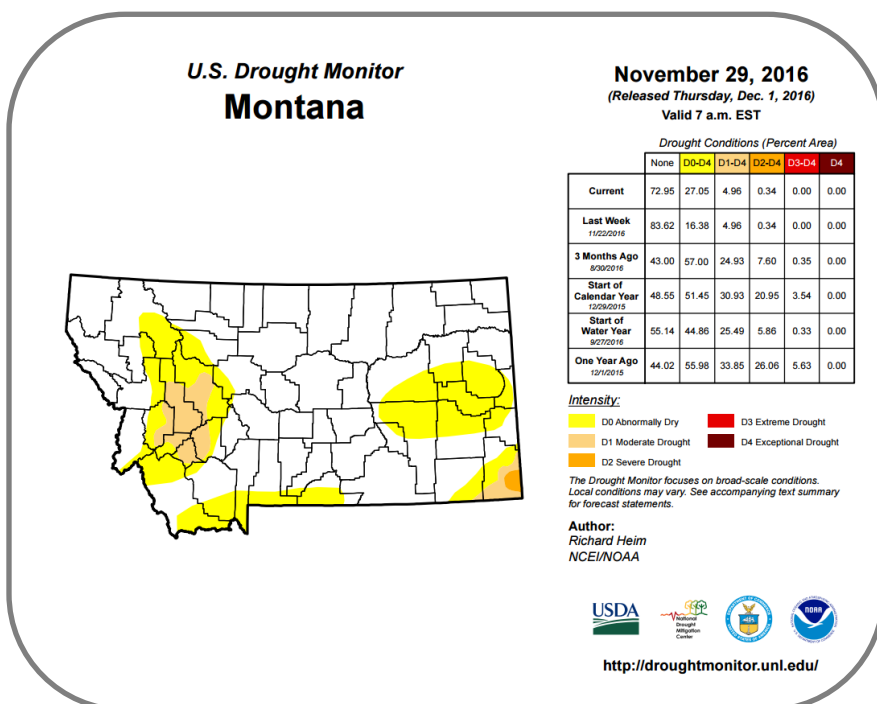 U.S. Drought Monitor
Montana
November 29, 2016
(Released Thursday, Dec. 1, 2016)
Valid 7 a.m. EST
Drought Conditions (Percent Area)
None D0-D4 D1-D4 D2-D4 D3-D4 D4
Current 72.95 27.05 4.96 0.34 0.00 0.00
Last Week
11/22/2016
83.62 16.38 4.96 0.34 0.00 0.00
3 Months Ago
8/30/2016
43.00 57.00 24.93 7.60 0.35 0.00
Start of
Calendar Year
12/29/2015
48.55 51.45 30.93 20.95 3.54 0.00
Start of
Water Year
9/27/2016
55.14 44.86 25.49 5.86 0.33 0.00
One Year Ago
12/1/2015
44.02 55.98 33.85 26.06 5.63 0.00
Intensity:
D0 Abnormally Dry
D1 Moderate Drought
D2 Severe Drought
D3 Extreme Drought
D4 Exceptional Drought
The Drought Monitor focuses on broad-scale conditions.
Local conditions may vary. See accompanying text summary
for forecast statements.
Author:
Richard Heim
NCEI/NOAA
USDA
National
Drought
Mitigation
Center
NOAA
http://droughtmonitor.unl.edu/